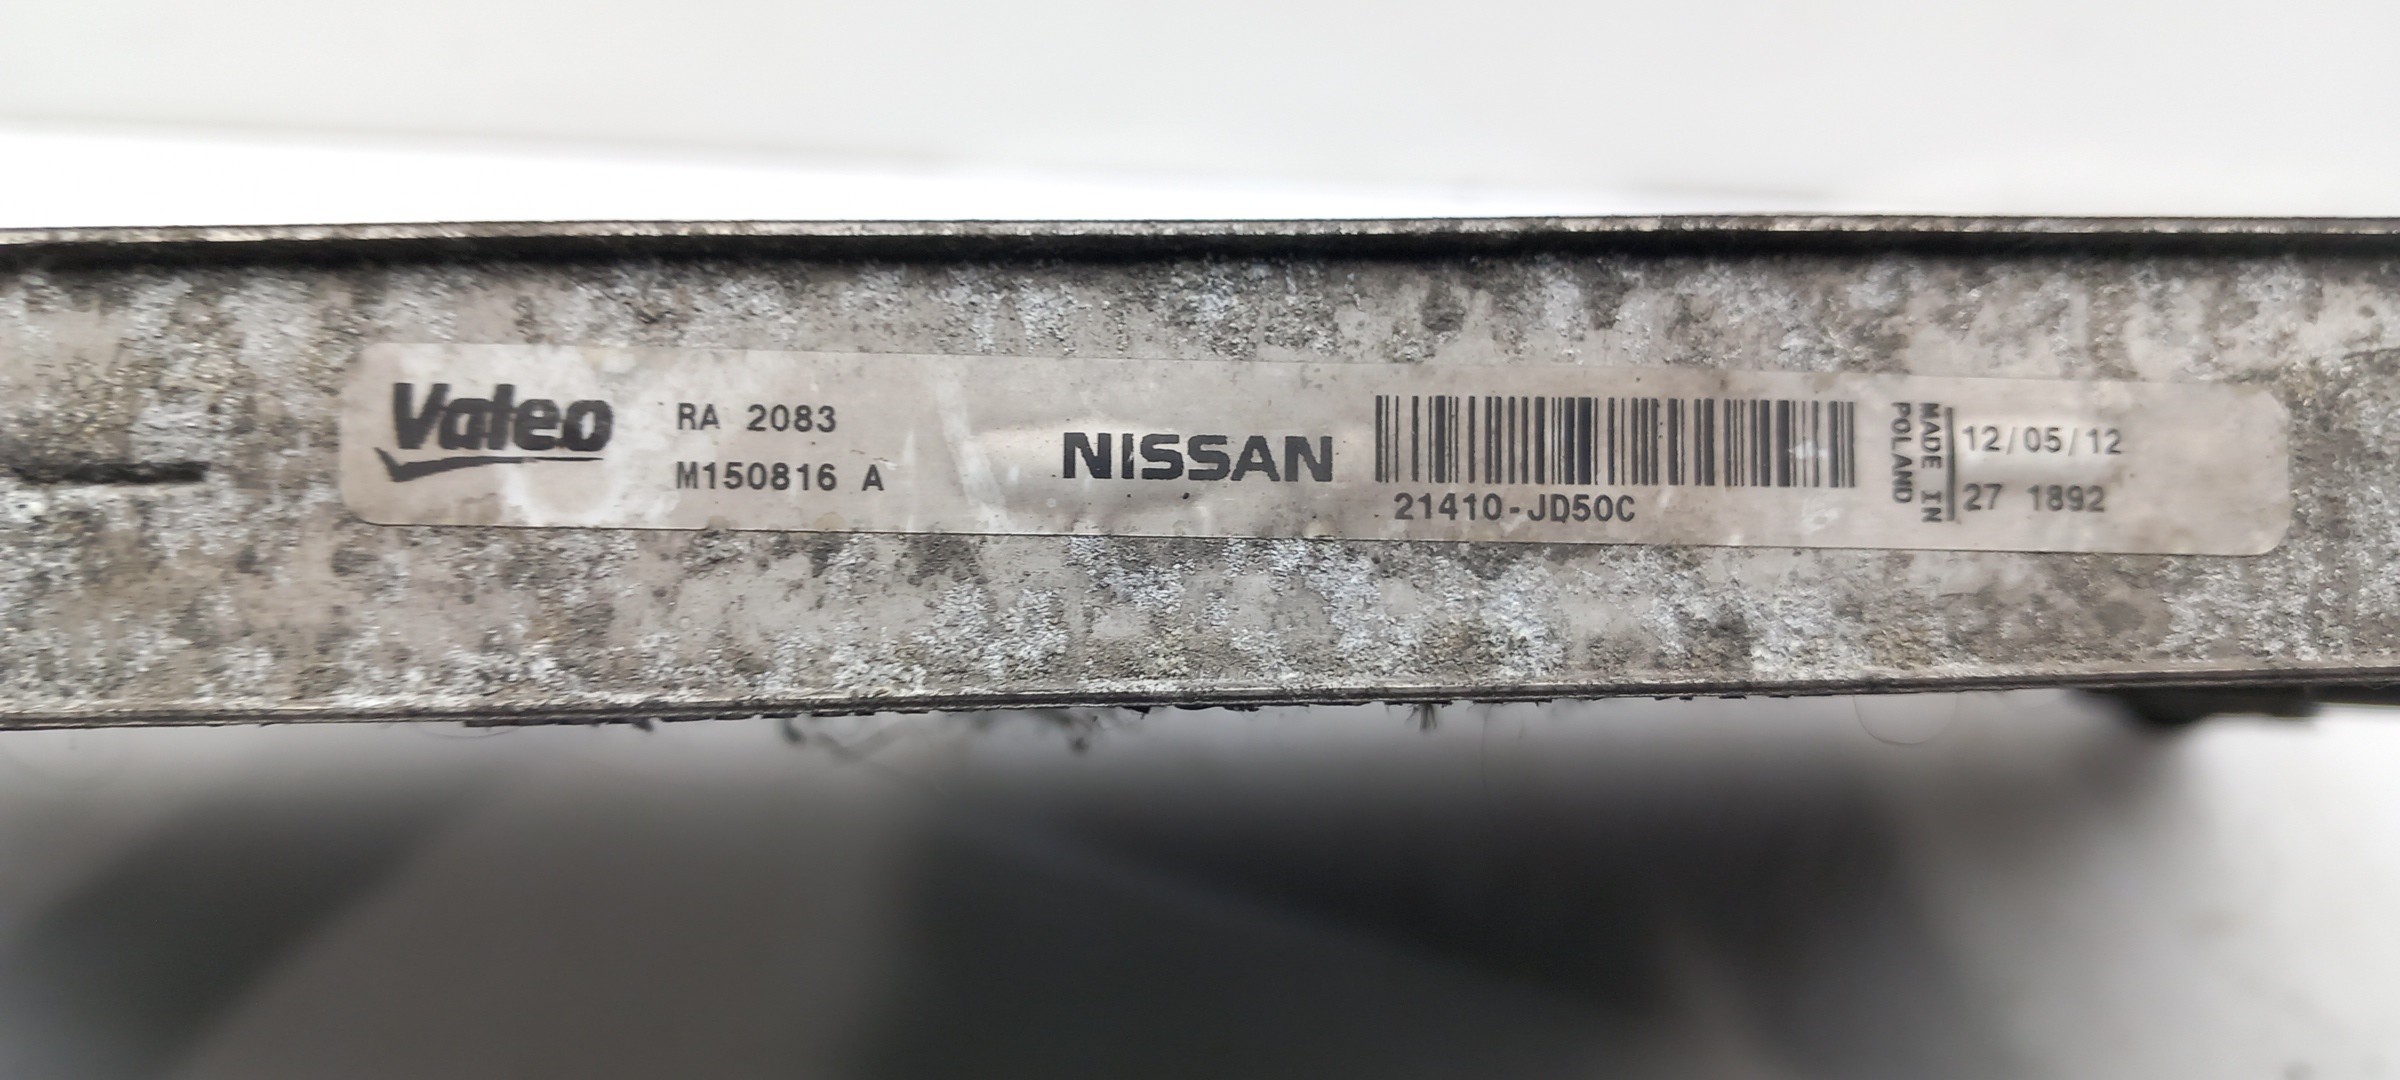 Valeo
RA 2083
M150816 A
NISSAN
21410-JD50C
MADE IN
POLAND
12/05/12
27 1892